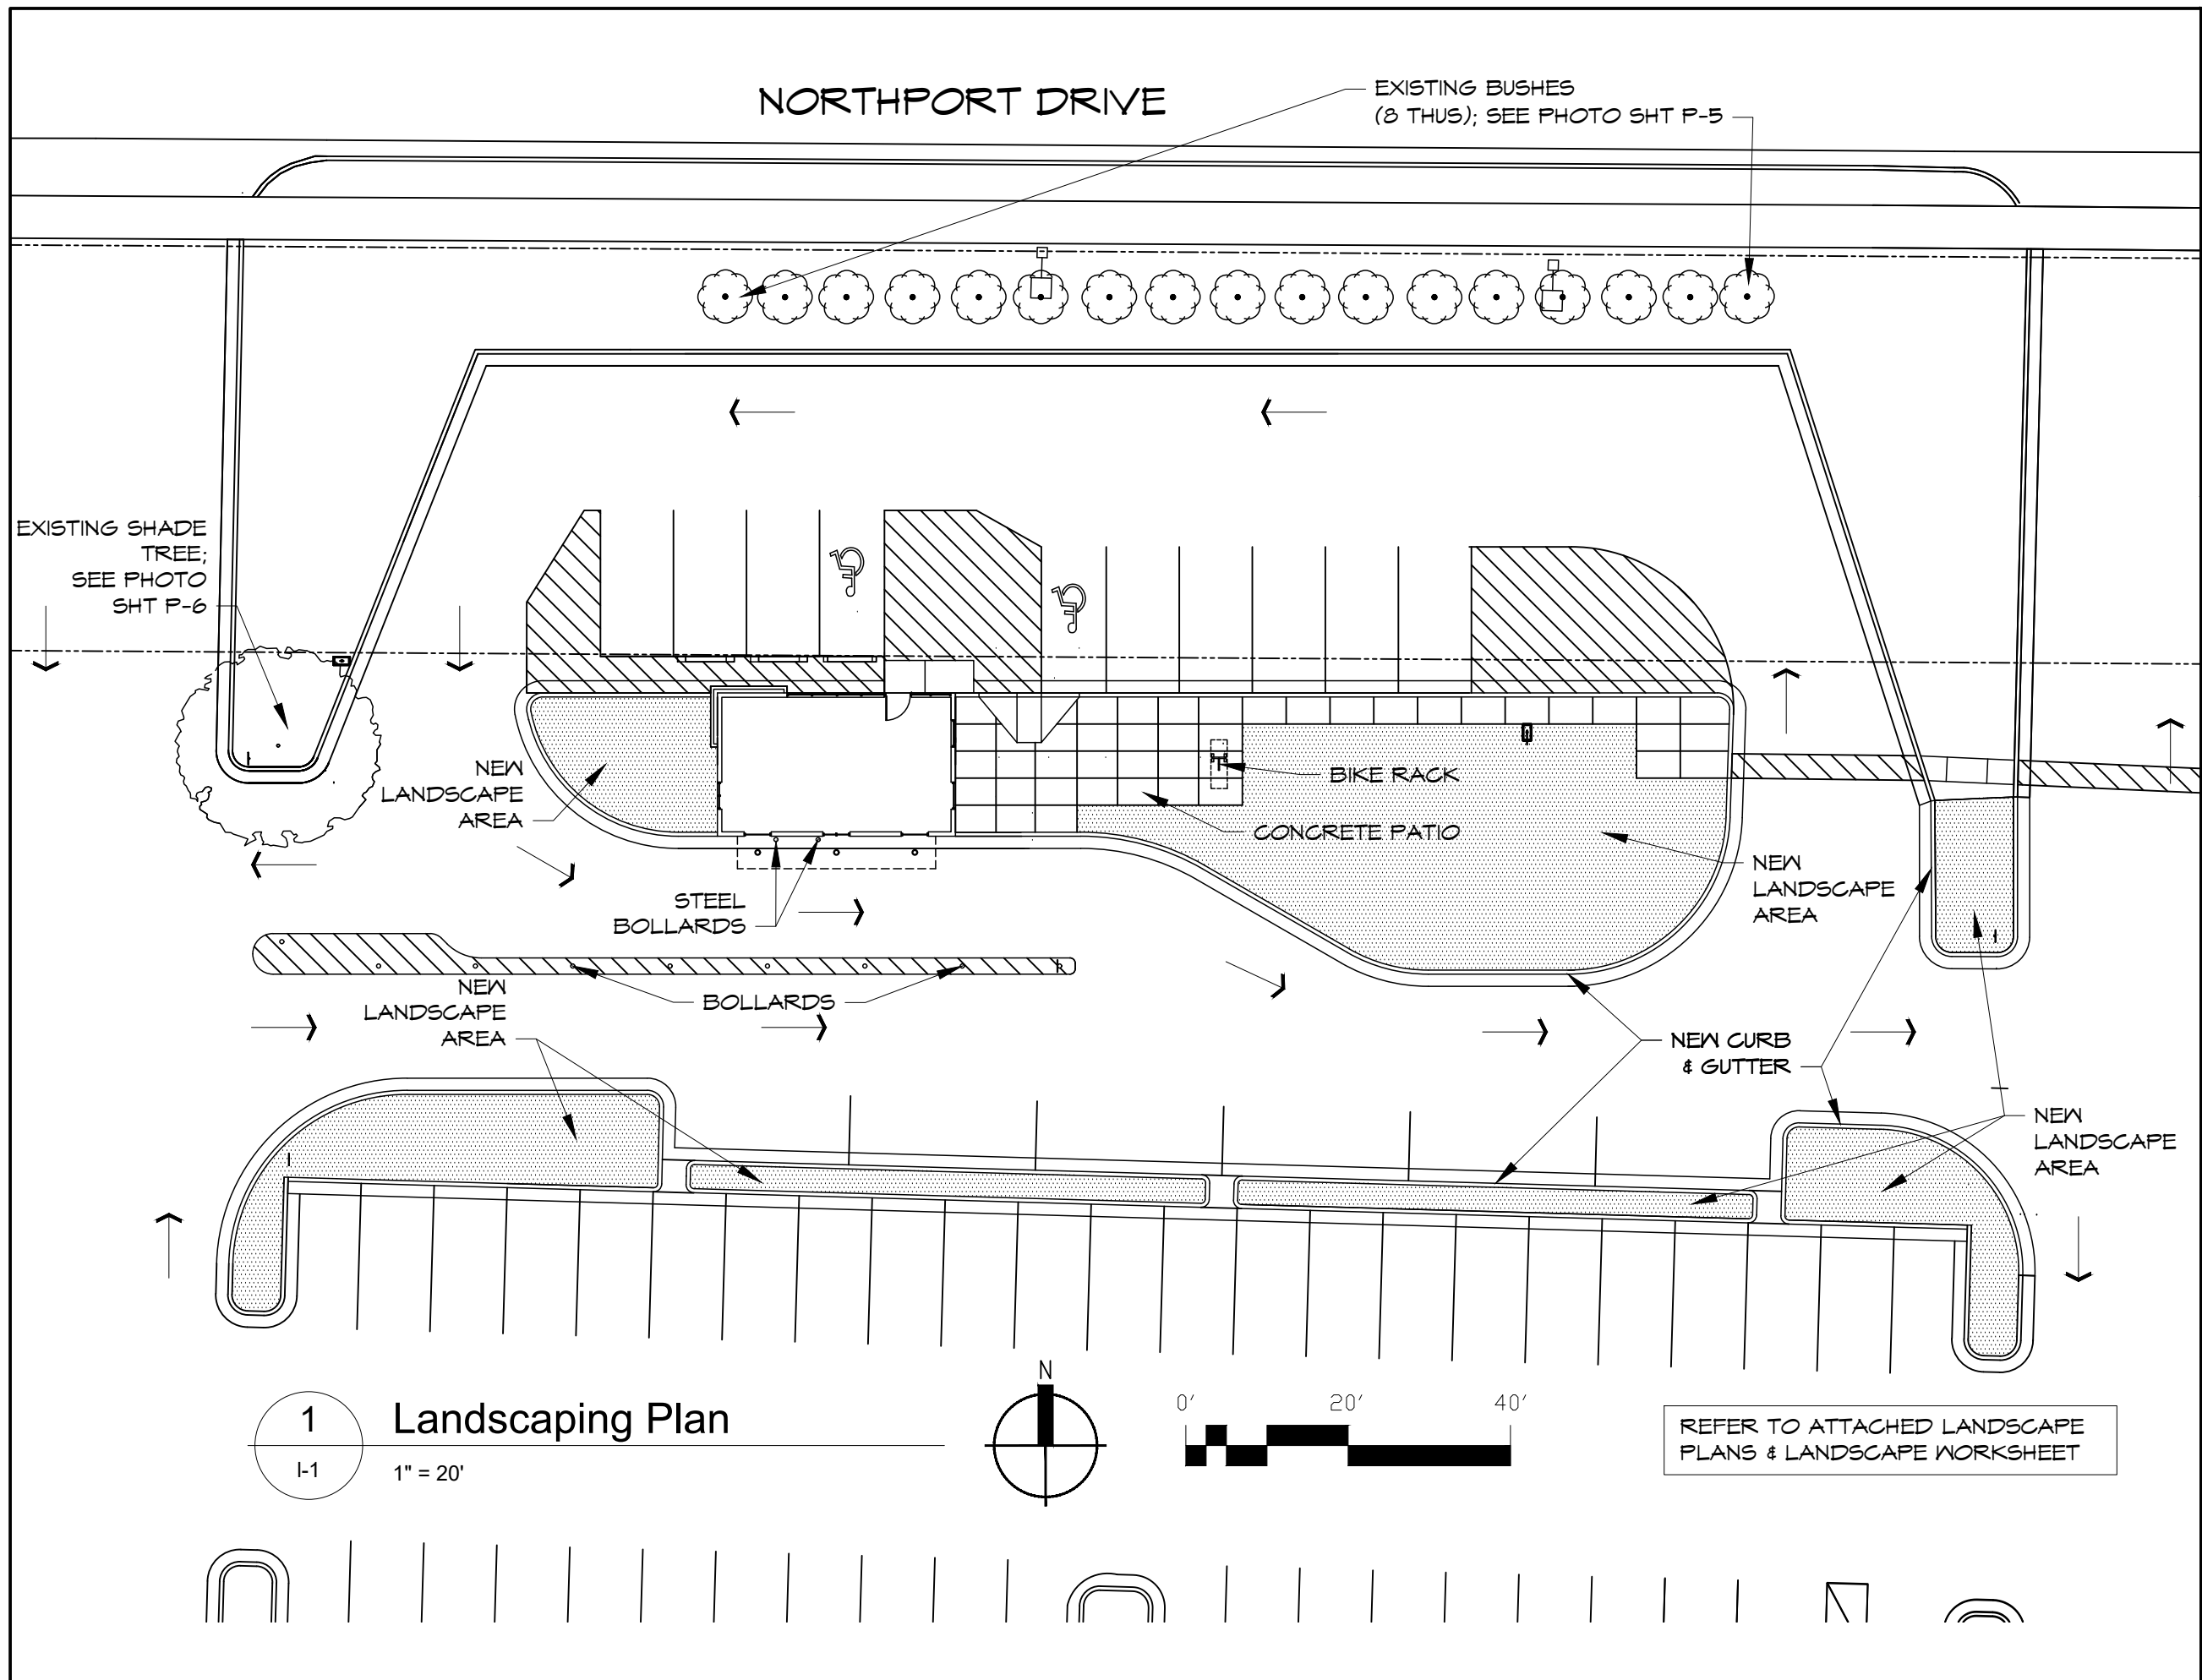 NORTHPORT DRIVE
EXISTING BUSHES
(8 THUS); SEE PHOTO SHT P-5
EXISTING SHADE
TREE;
SEE PHOTO
SHT P-6
NEW
LANDSCAPE
AREA
BIKE RACK
CONCRETE PATIO
NEW
LANDSCAPE
AREA
STEEL
BOLLARDS
NEW
LANDSCAPE
AREA
BOLLARDS
NEW CURB
& GUTTER
NEW
LANDSCAPE
AREA
1
I-1
Landscaping Plan
1" = 20'
N
0'
20'
40'
REFER TO ATTACHED LANDSCAPE
PLANS & LANDSCAPE WORKSHEET